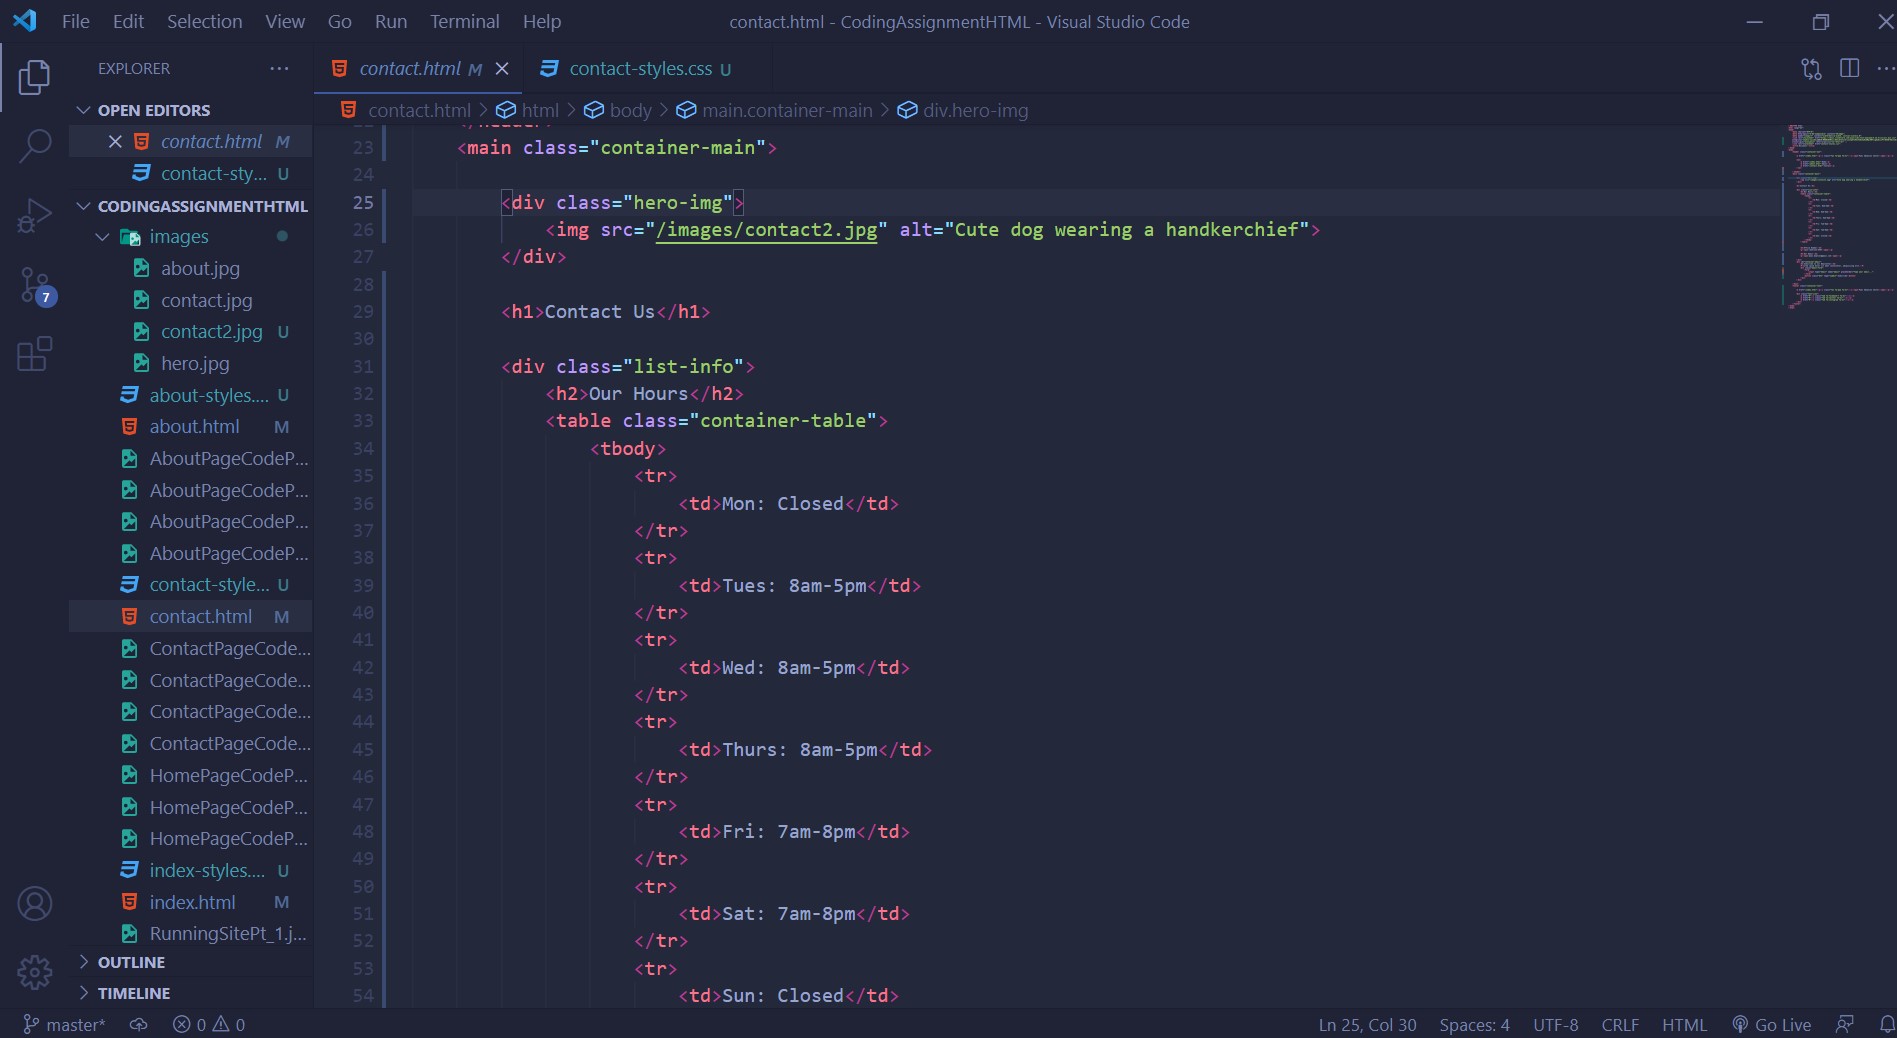 File Edit Selection View Go Run Terminal Help
contact.html - CodingAssignmentHTML - Visual Studio Code
EXPLORER
OPEN EDITORS
contact.html M
contact-sty... U
CODINGASSIGNMENTHTML
images
about.jpg
contact.jpg
contact2.jpg U
hero.jpg
about-styles.... U
about.html M
AboutPageCodeP...
AboutPageCodeP...
AboutPageCodeP...
AboutPageCodeP...
contact-style... U
contact.html M
ContactPageCode...
ContactPageCode...
ContactPageCode...
ContactPageCode...
HomePageCodeP...
HomePageCodeP...
HomePageCodeP...
index-styles.... U
index.html M
RunningSitePt_1.j...
OUTLINE
TIMELINE
7
contact.html M
contact-styles.css U
contact.html > html > body > main.container-main > div.hero-img
23 <main class="container-main">
24
25 <div class="hero-img">
26 <img src="/images/contact2.jpg" alt="Cute dog wearing a handkerchief">
27 </div>
28
29 <h1>Contact Us</h1>
30
31 <div class="list-info">
32 <h2>Our Hours</h2>
33 <table class="container-table">
34 <tbody>
35 <tr>
36 <td>Mon: Closed</td>
37 </tr>
38 <tr>
39 <td>Tues: 8am-5pm</td>
40 </tr>
41 <tr>
42 <td>Wed: 8am-5pm</td>
43 </tr>
44 <tr>
45 <td>Thurs: 8am-5pm</td>
46 </tr>
47 <tr>
48 <td>Fri: 7am-8pm</td>
49 </tr>
50 <tr>
51 <td>Sat: 7am-8pm</td>
52 </tr>
53 <tr>
54 <td>Sun: Closed</td>
master* 0 0
Ln 25, Col 30 Spaces: 4 UTF-8 CRLF HTML Go Live